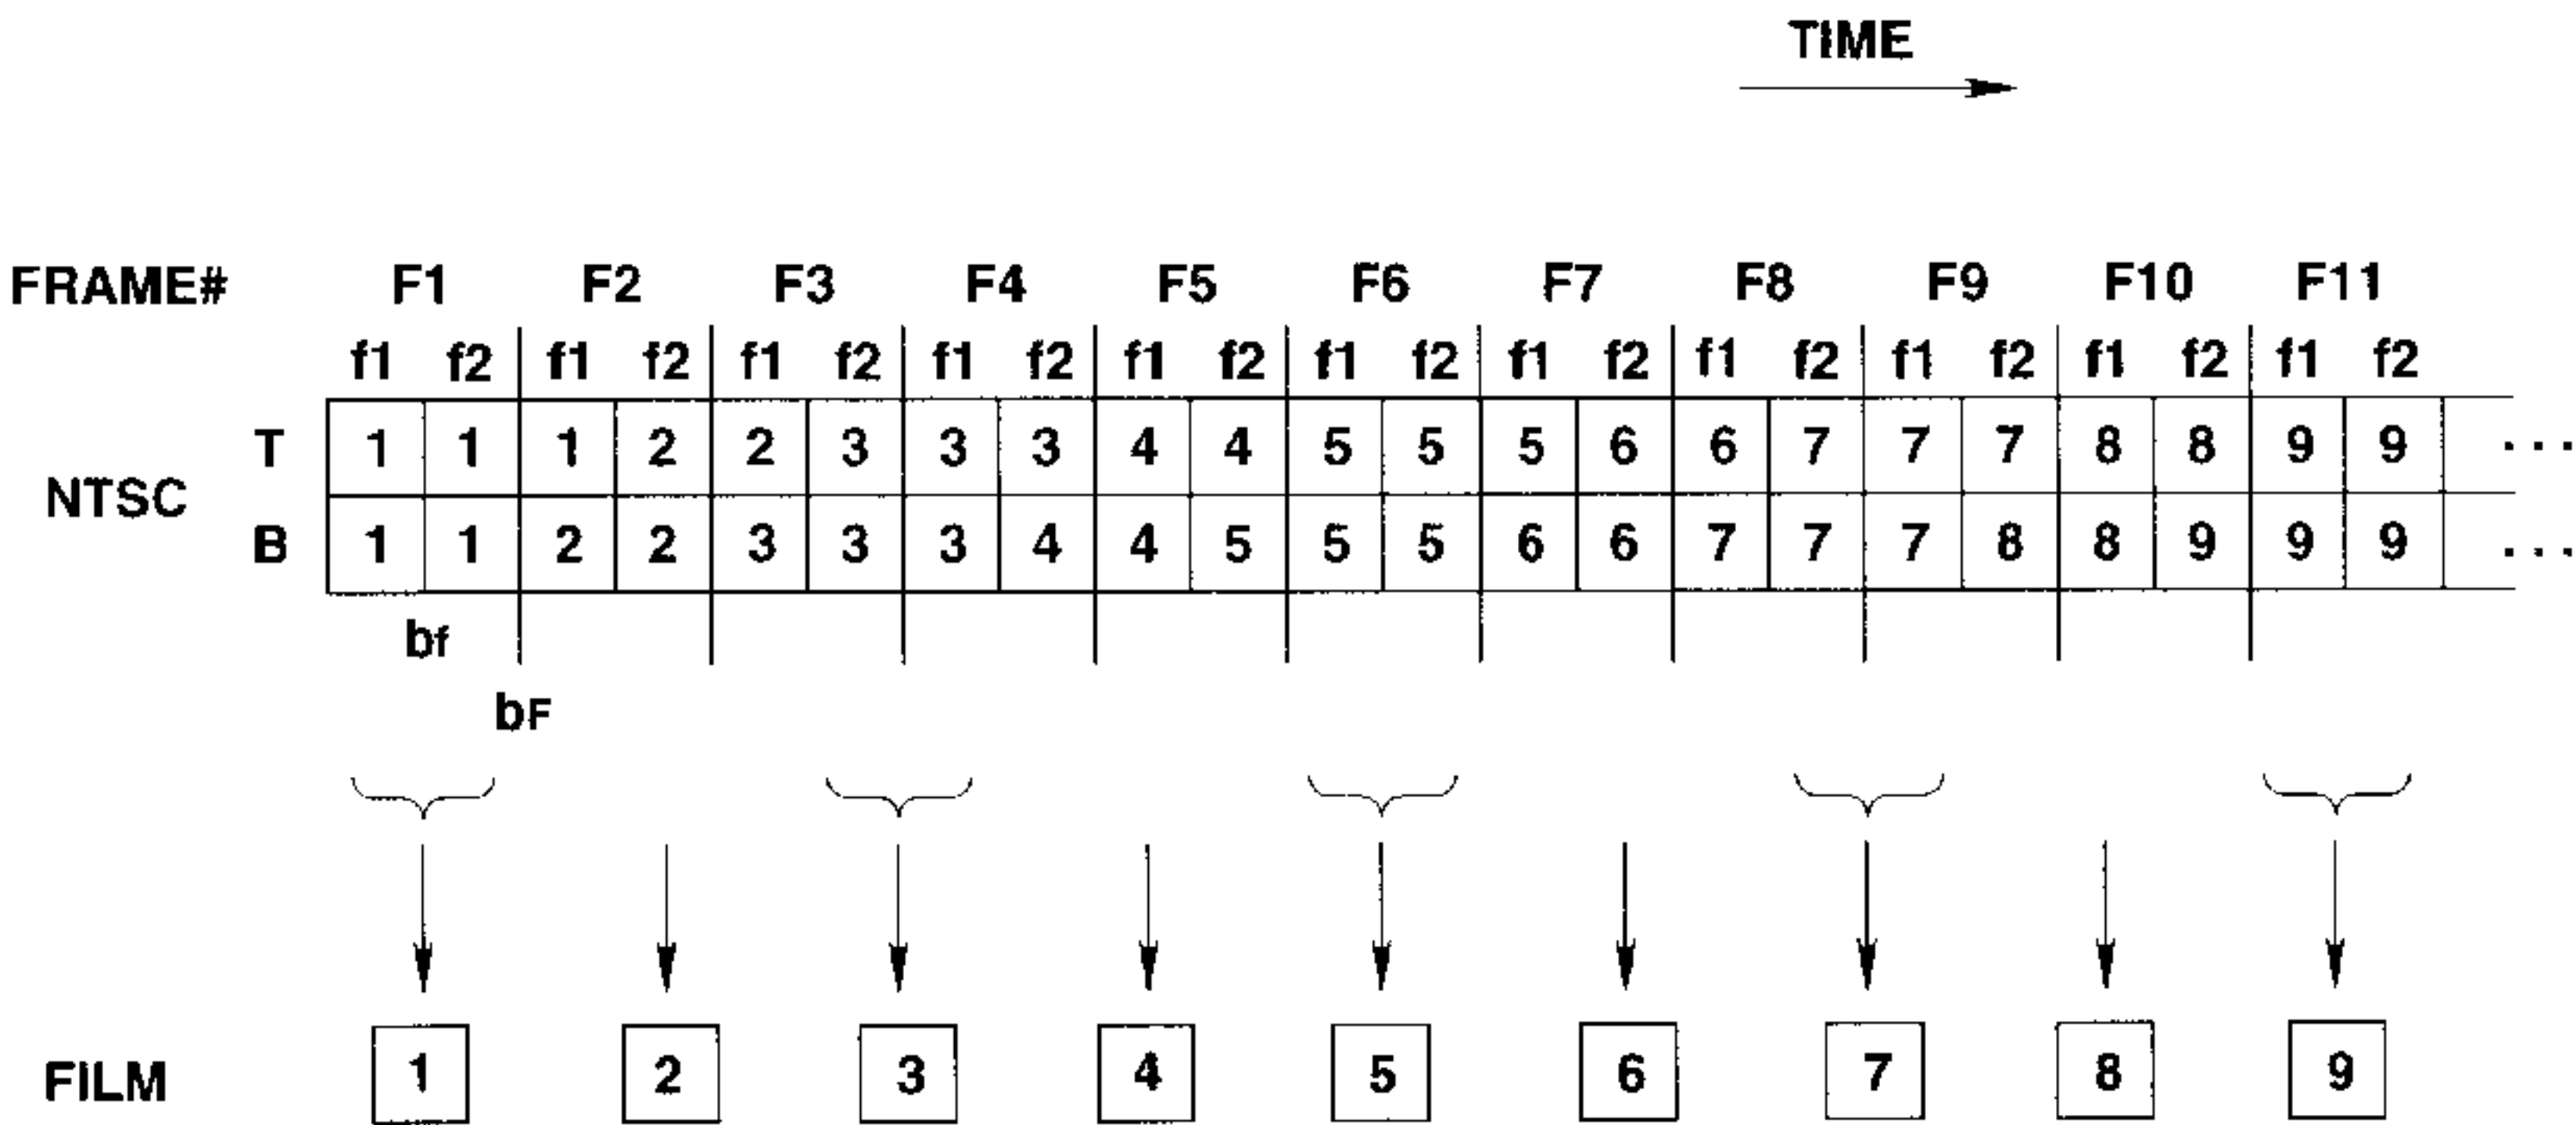 TIME
FRAME# F1 F2 F3 F4 F5 F6 F7 F8 F9 F10 F11
f1 f2 f1 f2 f1 f2 f1 f2 f1 f2 f1 f2 f1 f2 f1 f2 f1 f2 f1 f2 f1 f2
T 1 1 1 2 2 3 3 3 4 4 5 5 5 6 6 7 7 7 8 8 9 9 ...
NTSC
B 1 1 2 2 3 3 3 4 4 5 5 5 6 6 7 7 7 8 8 9 9 9 ...
bf
bF
FILM 1 2 3 4 5 6 7 8 9